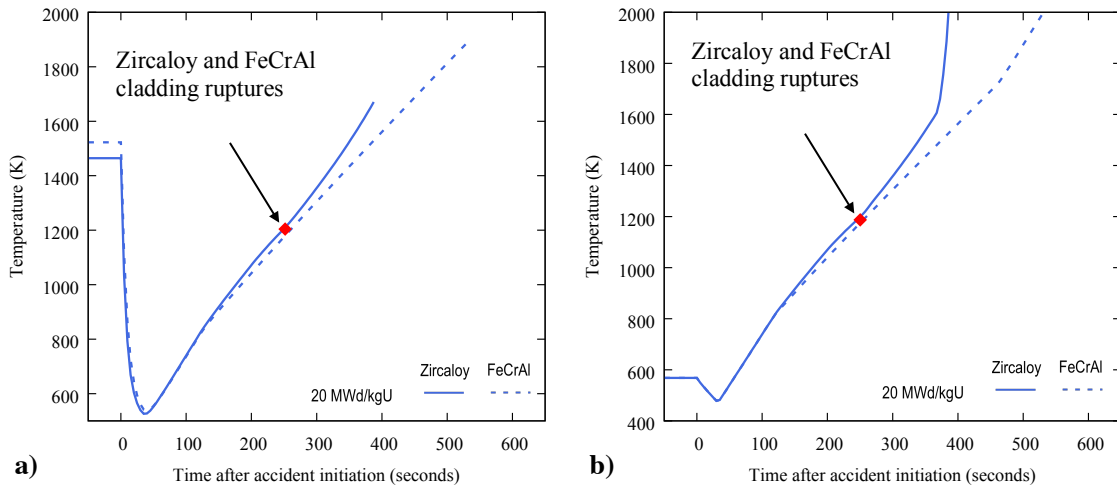 2000
1800
1600
1400
1200
1000
800
600
Temperature (K)
Zircaloy and FeCrAl
cladding ruptures
Zircaloy FeCrAl
20 MWd/kgU
0 100 200 300 400 500 600
Time after accident initiation (seconds)
a)
2000
1800
1600
1400
1200
1000
800
600
400
Temperature (K)
Zircaloy and FeCrAl
cladding ruptures
Zircaloy FeCrAl
20 MWd/kgU
0 100 200 300 400 500 600
Time after accident initiation (seconds)
b)